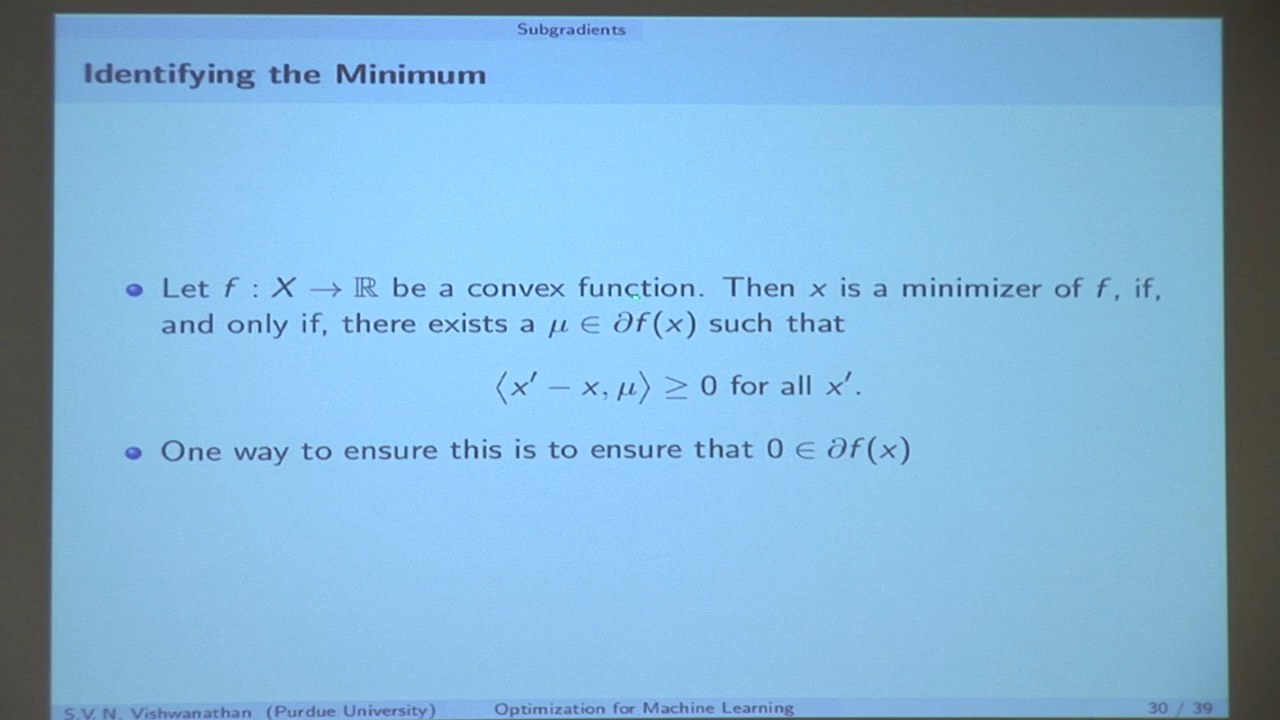 Subgradients
Identifying the Minimum
Let f : X → ℝ be a convex function. Then x is a minimizer of f, if,
and only if, there exists a μ ∈ ∂f(x) such that
⟨x′ − x, μ⟩ ≥ 0 for all x′.
One way to ensure this is to ensure that 0 ∈ ∂f(x)
S.V. N. Vishwanathan (Purdue University) Optimization for Machine Learning 30 / 39